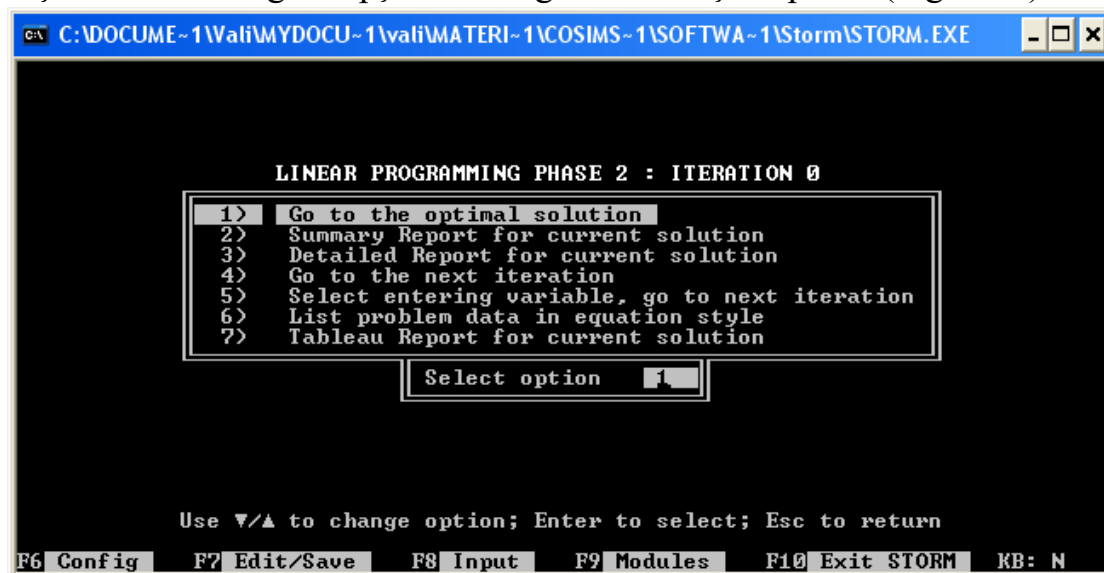 C:\DOCUME~1\Vali\MYDOCU~1\vali\MATERI~1\COSIMS~1\SOFTWA~1\Storm\STORM.EXE
LINEAR PROGRAMMING PHASE 2 : ITERATION 0
1) Go to the optimal solution
2) Summary Report for current solution
3) Detailed Report for current solution
4) Go to the next iteration
5) Select entering variable, go to next iteration
6) List problem data in equation style
7) Tableau Report for current solution
Select option 1
Use ▼/▲ to change option; Enter to select; Esc to return
F6 Config F7 Edit/Save F8 Input F9 Modules F10 Exit STORM KB: N